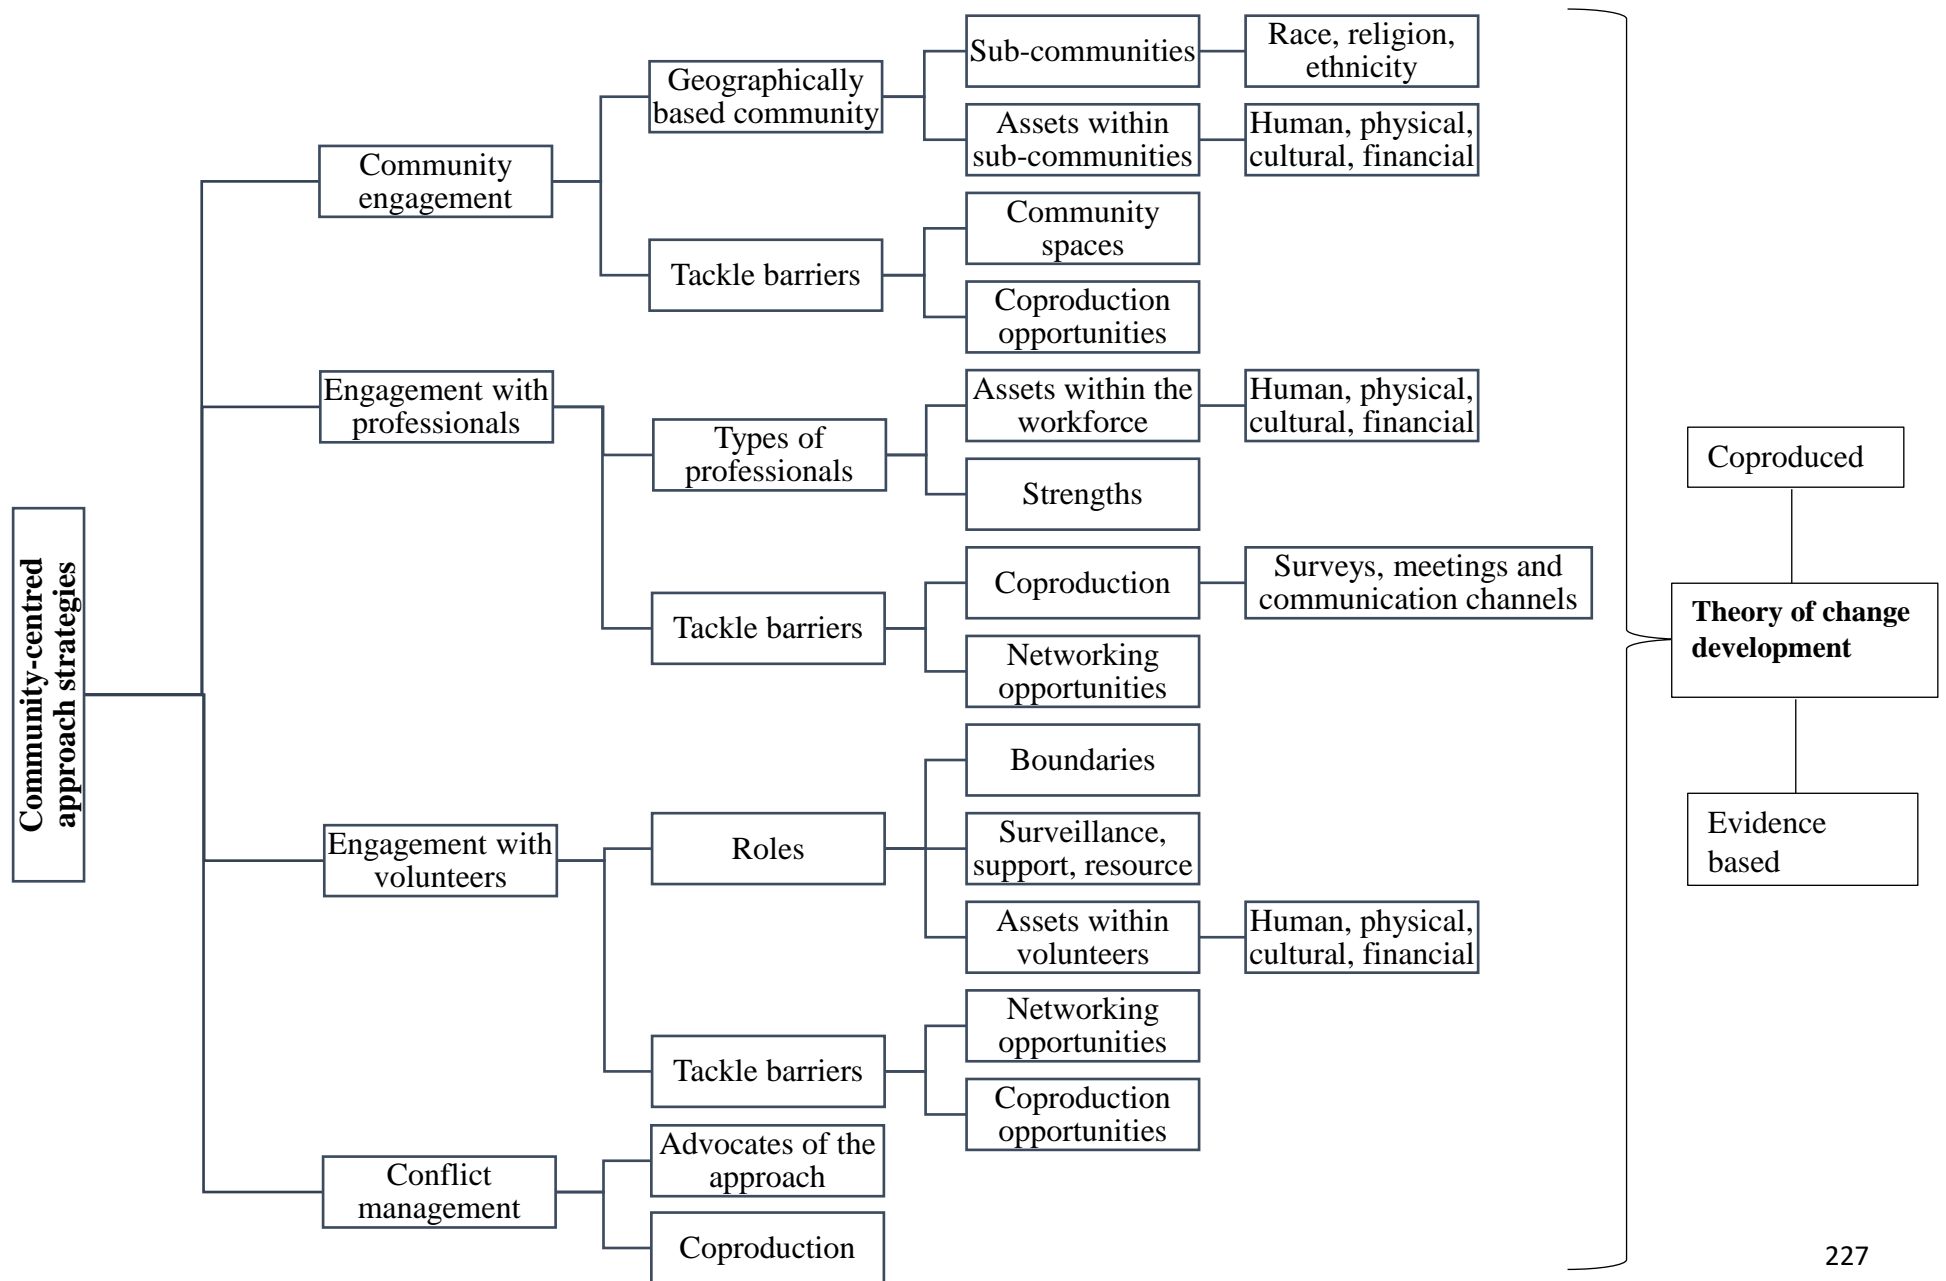 Community-centred
approach strategies
Community
engagement
Geographically
based community
Sub-communities
Race, religion,
ethnicity
Assets within
sub-communities
Human, physical,
cultural, financial
Tackle barriers
Community
spaces
Coproduction
opportunities
Engagement with
professionals
Types of
professionals
Assets within the
workforce
Human, physical,
cultural, financial
Strengths
Tackle barriers
Coproduction
Surveys, meetings and
communication channels
Networking
opportunities
Engagement with
volunteers
Roles
Boundaries
Surveillance,
support, resource
Assets within
volunteers
Human, physical,
cultural, financial
Tackle barriers
Networking
opportunities
Coproduction
opportunities
Conflict
management
Advocates of the
approach
Coproduction
Coproduced
Theory of change
development
Evidence
based
227